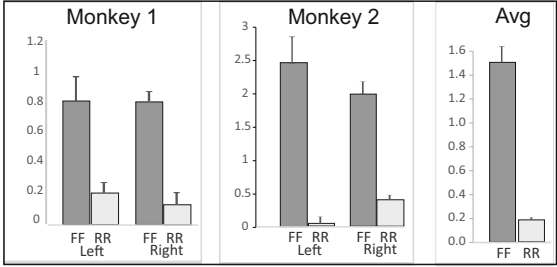 Monkey 1
1.2
1
0.8
0.6
0.4
0.2
0
FF RR FF RR
Left Right
Monkey 2
3
2.5
2
1.5
1
0.5
0
FF RR FF RR
Left Right
Avg
1.6
1.4
1.2
1.0
0.8
0.6
0.4
0.2
0.0
FF RR